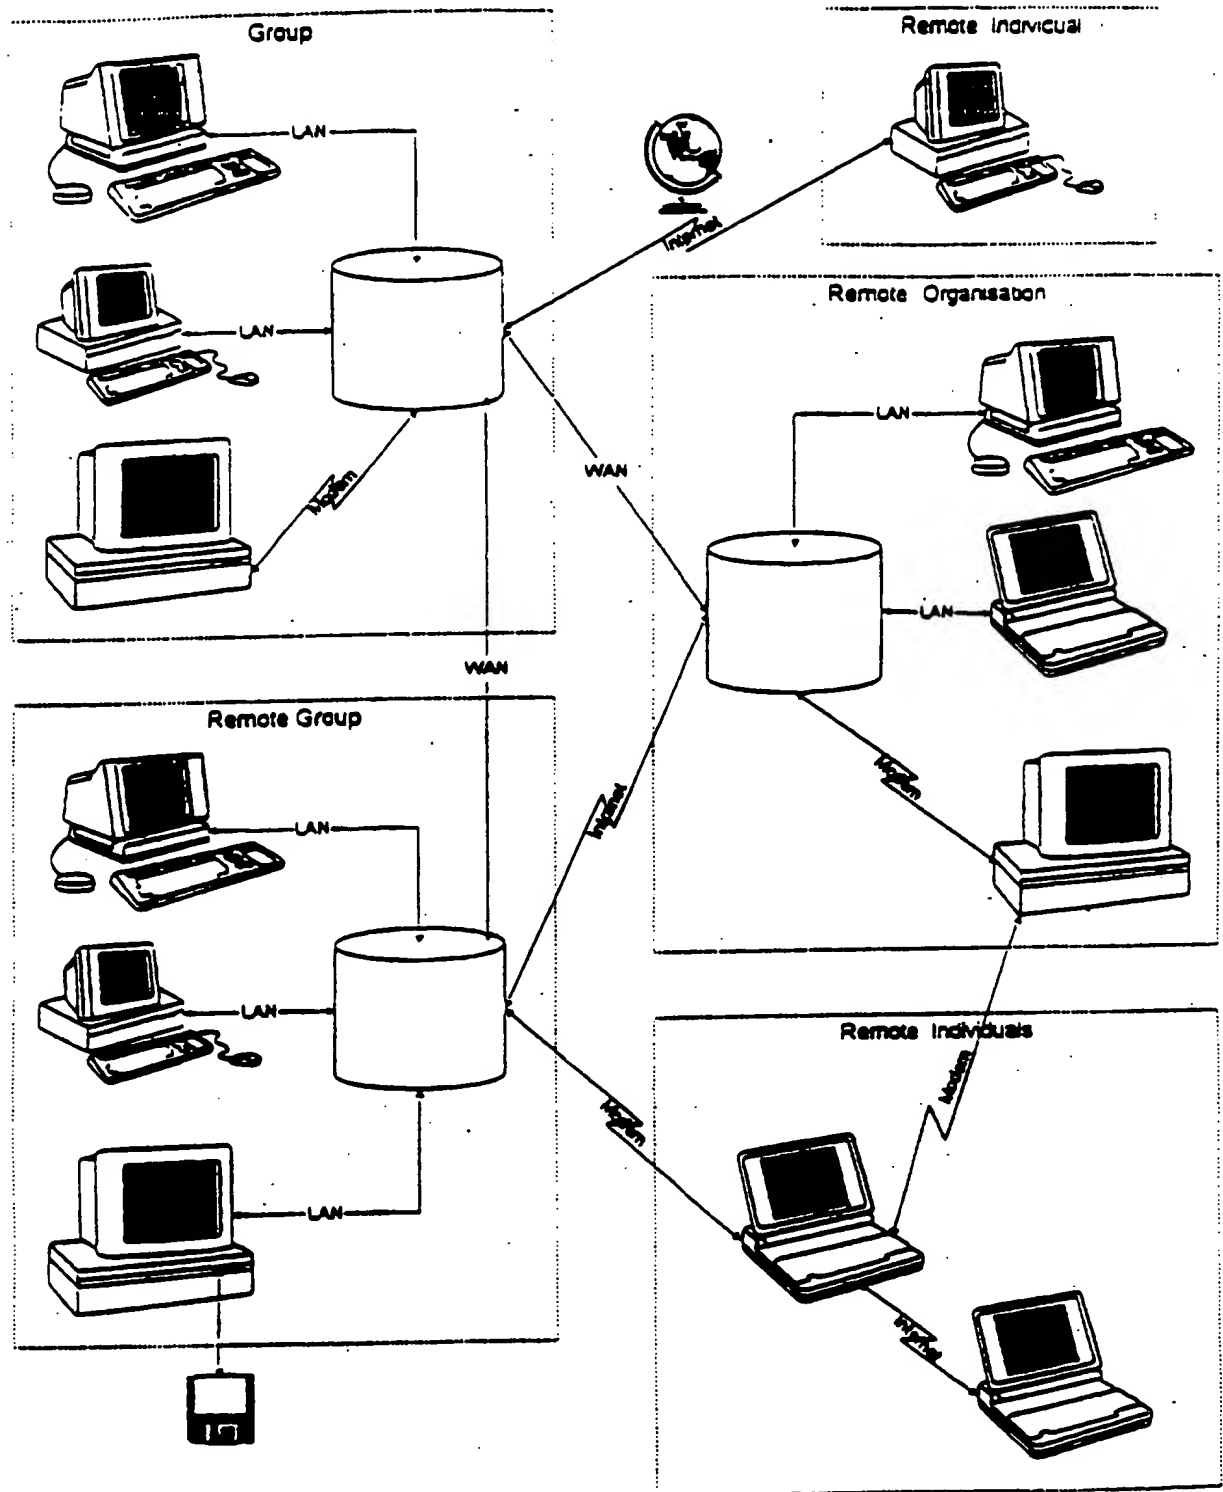 Group
Remote Individual
LAN
Internet
Remote Organisation
LAN
LAN
WAN
Modem
LAN
WAN
Remote Group
Modem
Intranet
LAN
LAN
Remote Individuals
Modem
Modem
LAN
Internet